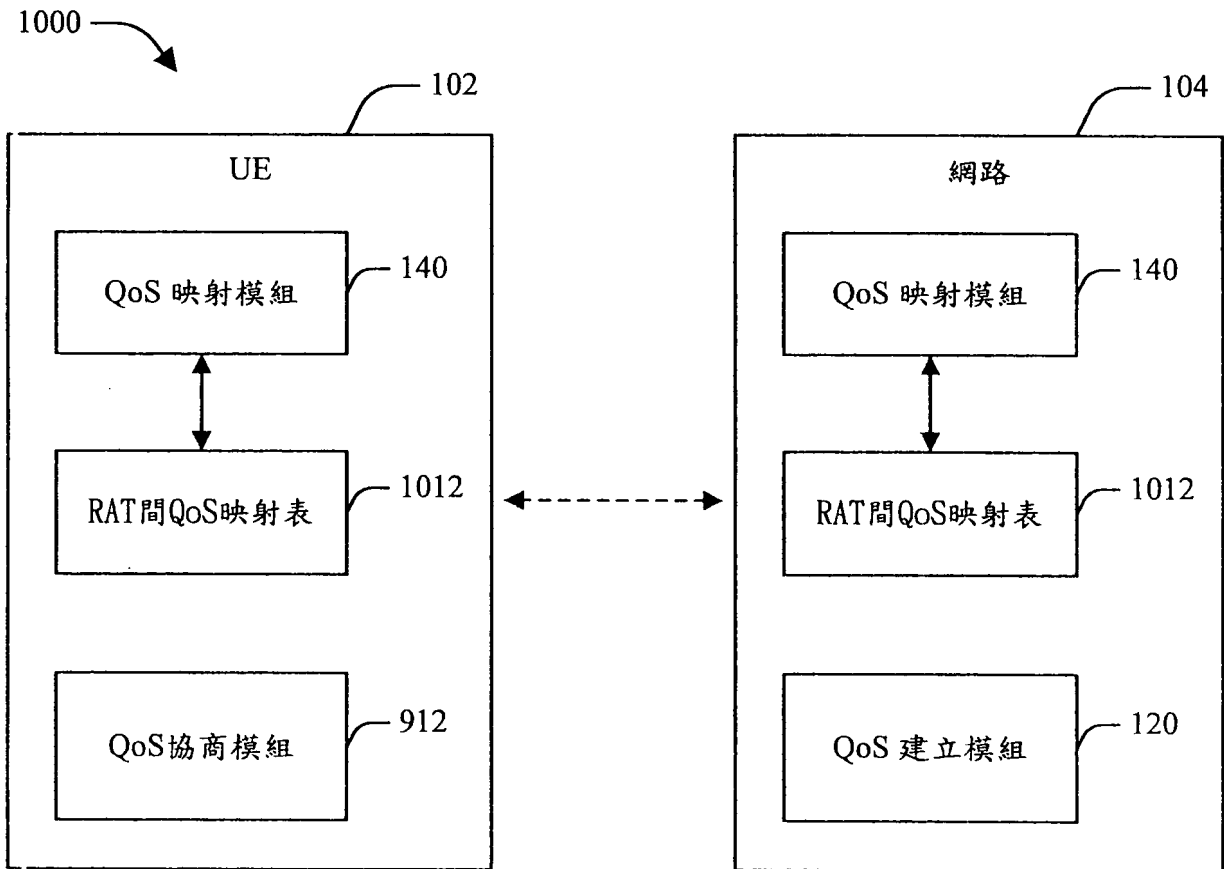 1000
102
104
UE
網路
QoS 映射模組
140
QoS 映射模組
140
RAT間QoS映射表
1012
RAT間QoS映射表
1012
QoS協商模組
912
QoS 建立模組
120